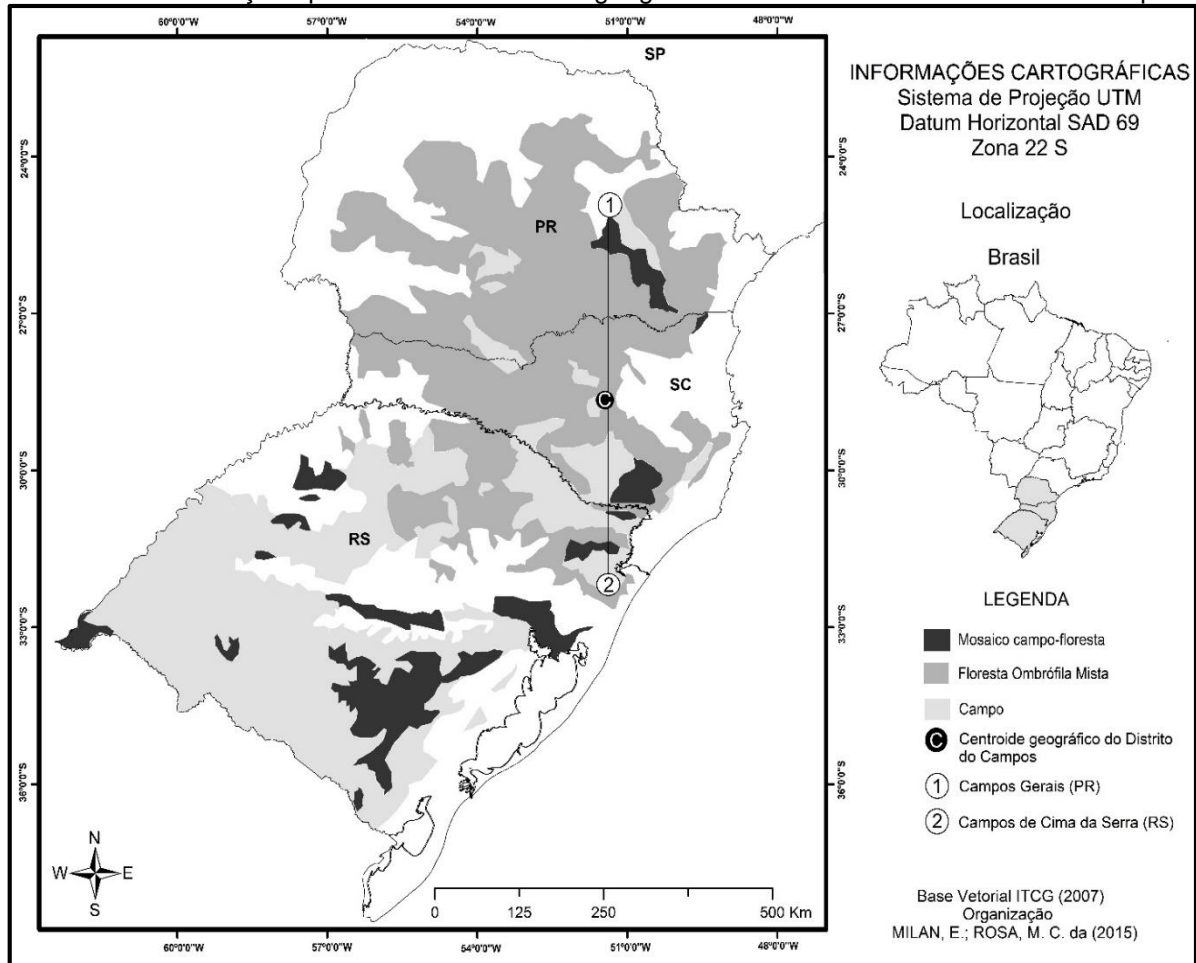 60°0'0"W 57°0'0"W 54°0'0"W 51°0'0"W 48°0'0"W
SP
INFORMAÇÕES CARTOGRÁFICAS
Sistema de Projeção UTM
Datum Horizontal SAD 69
Zona 22 S
24°0'0"S 24°0'0"S
Localização
1
PR
Brasil
27°0'0"S 27°0'0"S
SC
C
30°0'0"S 30°0'0"S
RS
2
LEGENDA
33°0'0"S 33°0'0"S
Mosaico campo-floresta
Floresta Ombrófila Mista
Campo
C Centroide geográfico do Distrito
do Campos
36°0'0"S 36°0'0"S
1 Campos Gerais (PR)
2 Campos de Cima da Serra (RS)
N
W E
S
0 125 250 500 Km
Base Vetorial ITCG (2007)
Organização
MILAN, E.; ROSA, M. C. da (2015)
60°0'0"W 57°0'0"W 54°0'0"W 51°0'0"W 48°0'0"W